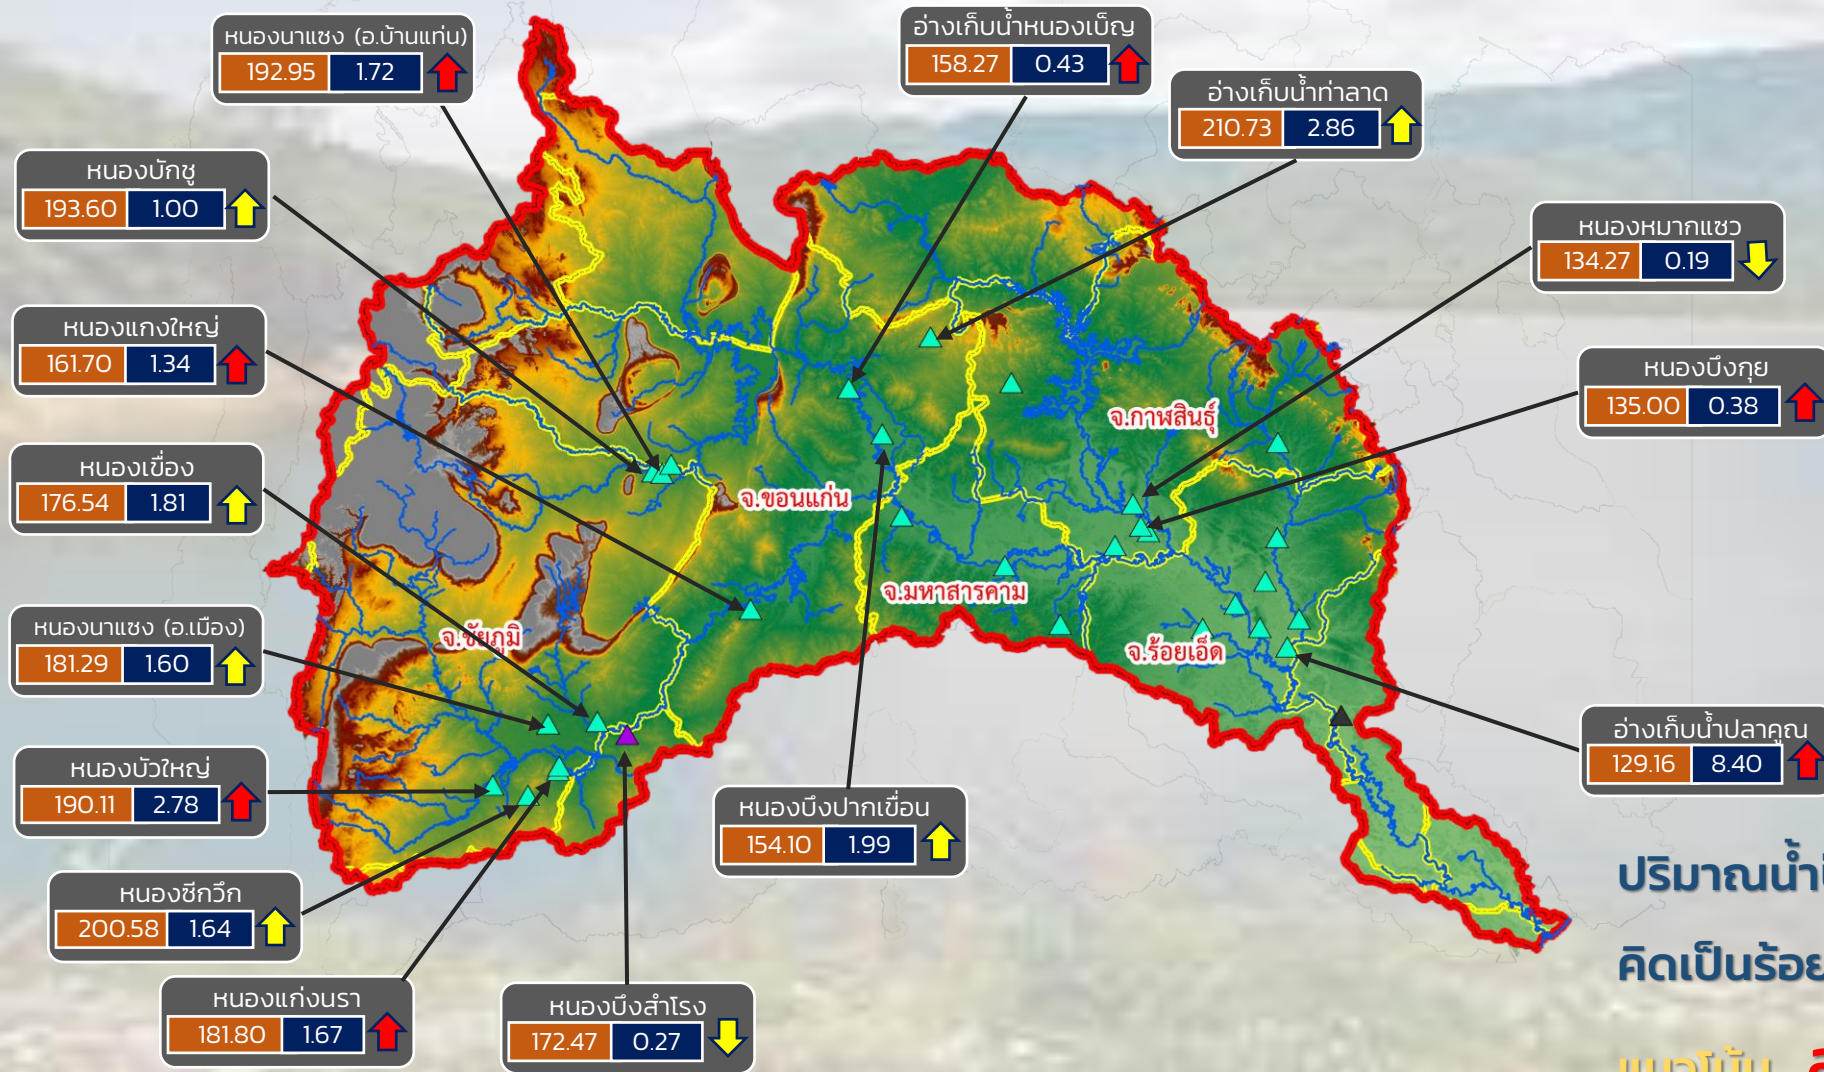 หนองนาแซง (อ.บ้านแท่น)
192.95 1.72
อ่างเก็บน้ำหนองเบ็ญ
158.27 0.43
อ่างเก็บน้ำท่าลาด
210.73 2.86
หนองบักซู
193.60 1.00
หนองหมากแซว
134.27 0.19
หนองแกงใหญ่
161.70 1.34
หนองบึงกุย
135.00 0.38
จ.กาฬสินธุ์
หนองเขื่อง
176.54 1.81
จ.ขอนแก่น
จ.มหาสารคาม
หนองนาแซง (อ.เมือง)
181.29 1.60
จ.ชัยภูมิ
จ.ร้อยเอ็ด
อ่างเก็บน้ำปลาคูณ
129.16 8.40
หนองบัวใหญ่
190.11 2.78
หนองบึงปากเขื่อน
154.10 1.99
หนองซีกวึก
200.58 1.64
ปริมาณน้ำ
คิดเป็นร้อย
หนองแก่งนรา
181.80 1.67
หนองบึงสำโรง
172.47 0.27
แนวโน้ม